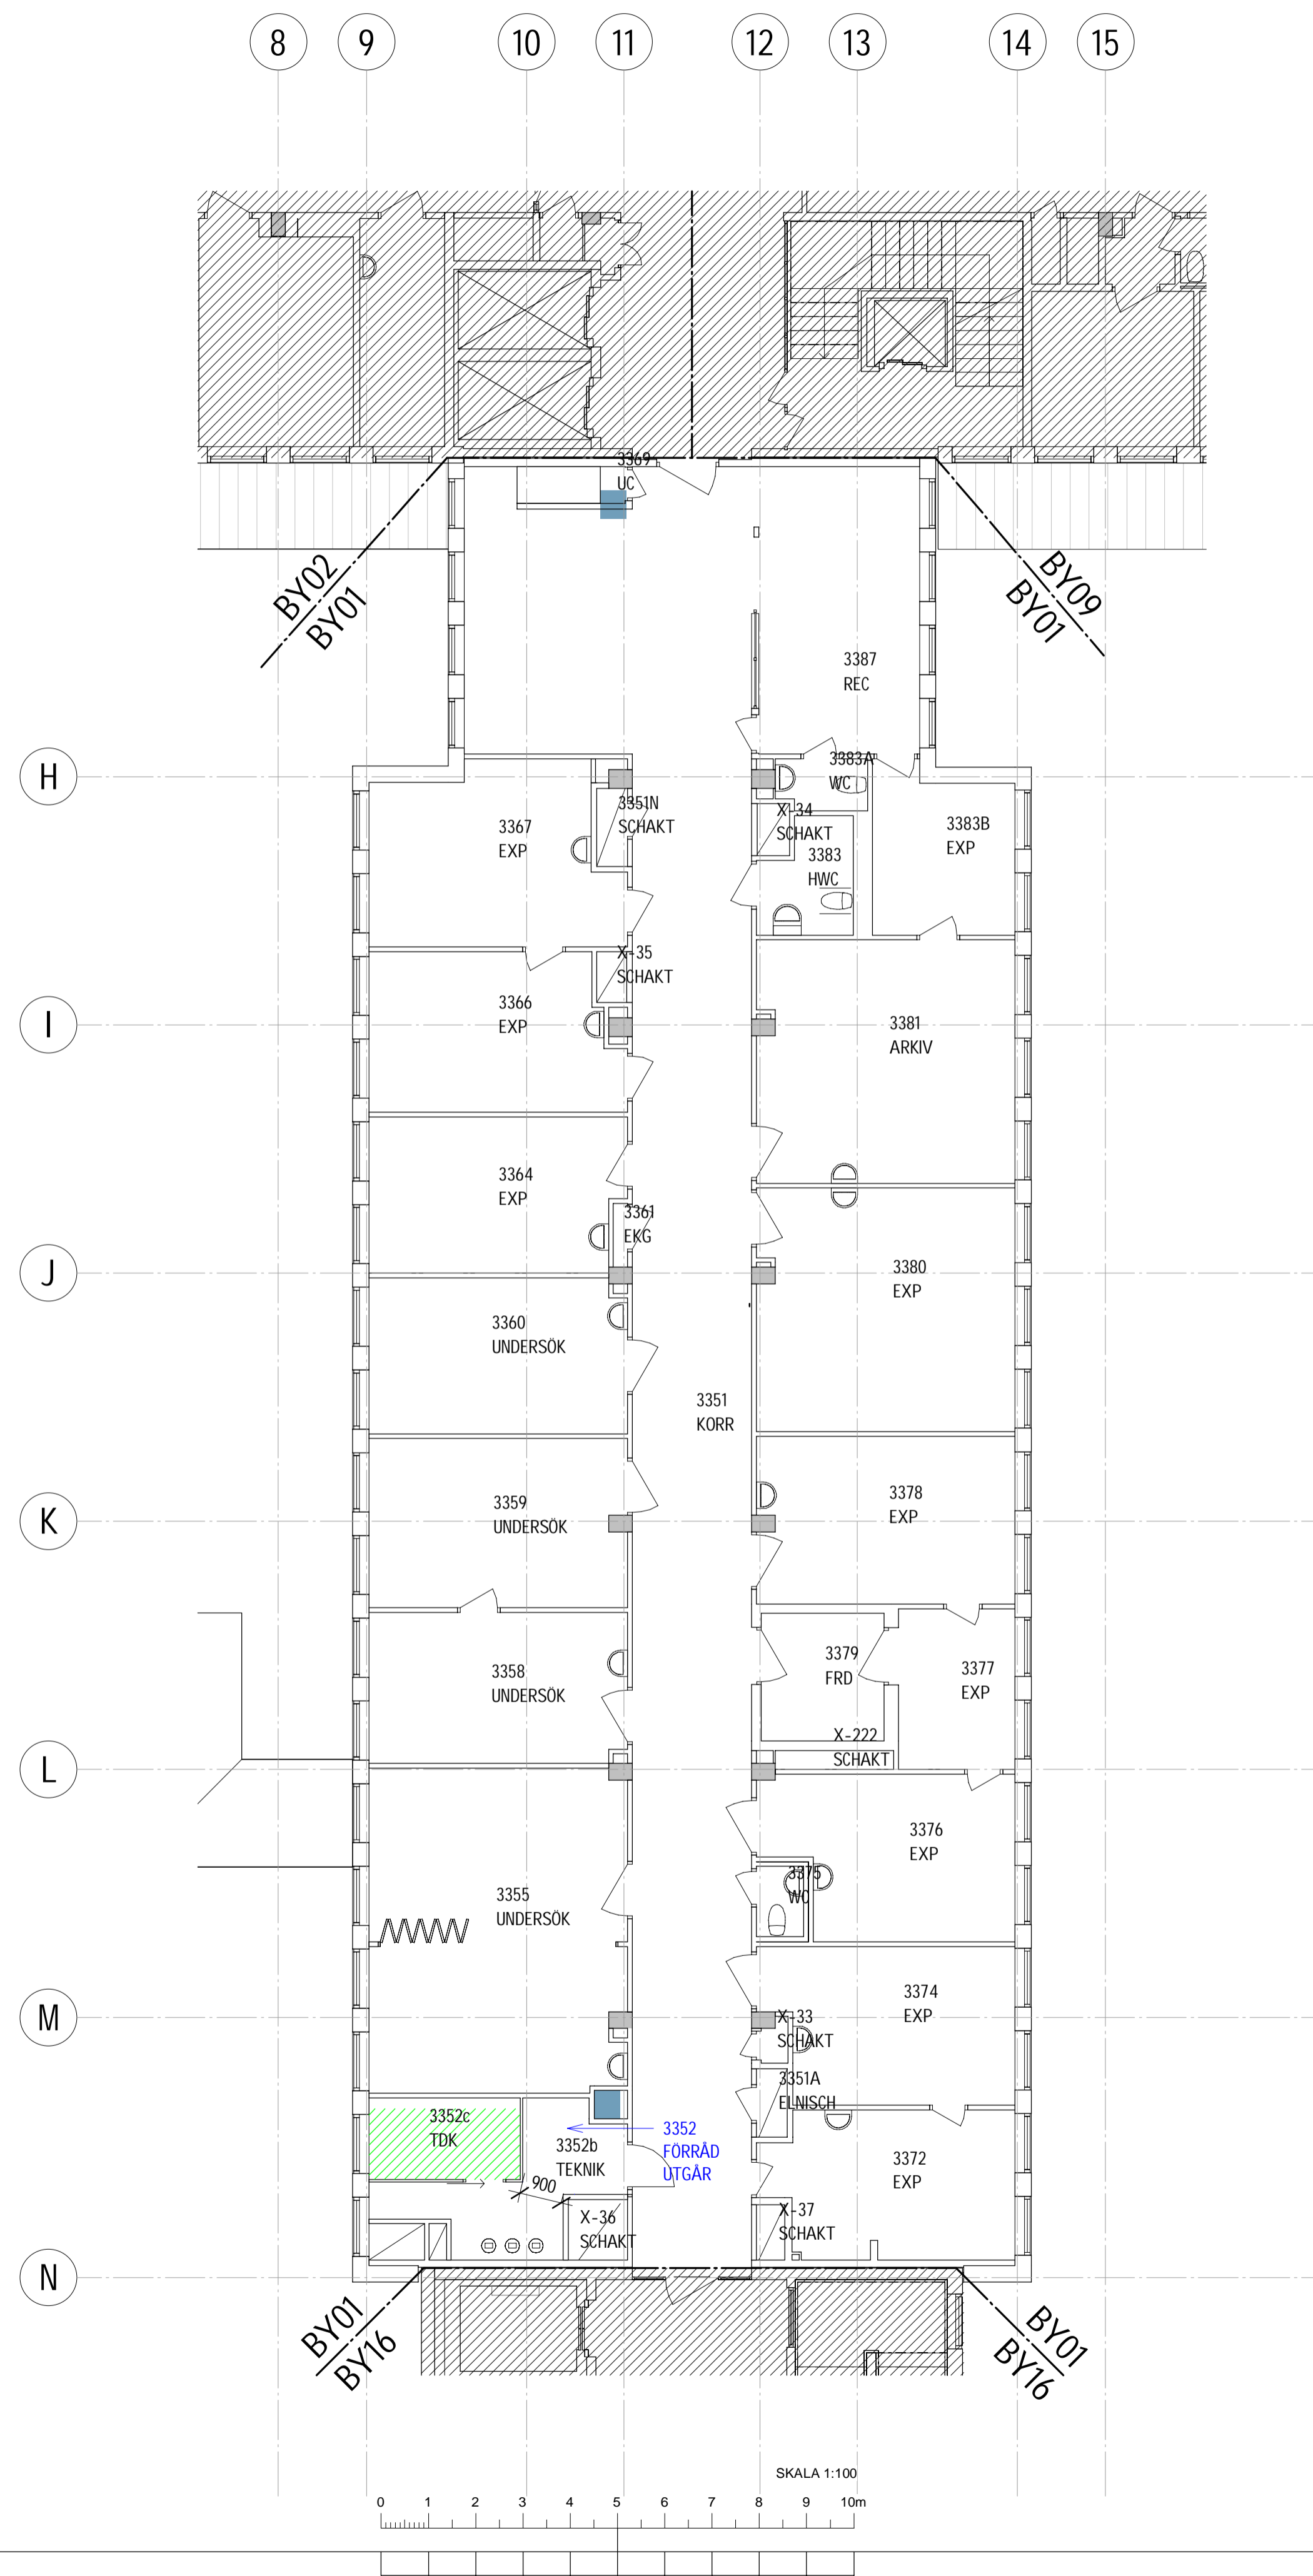 8
9
10
11
12
13
14
15
3369
UC
BY02
BY01
BY09
BY01
3387
REC
H
3383A
WC
3351N
SCHAKT
X-34
SCHAKT
3367
EXP
3383B
EXP
3383
HWC
X-35
SCHAKT
I
3366
EXP
3381
ARKIV
3364
EXP
3361
EKG
J
3380
EXP
3360
UNDERSÖK
3351
KORR
K
3359
UNDERSÖK
3378
EXP
3379
FRD
3377
EXP
3358
UNDERSÖK
X-222
SCHAKT
L
3376
EXP
3375
WC
3355
UNDERSÖK
3374
EXP
M
X-33
SCHAKT
3351A
ELNISCH
3352c
TDK
3352b
TEKNIK
3352
FÖRRÅD
UTGÅR
3372
EXP
900
X-36
SCHAKT
X-37
SCHAKT
N
BY01
BY16
BY01
BY16
SKALA 1:100
0 1 2 3 4 5 6 7 8 9 10m